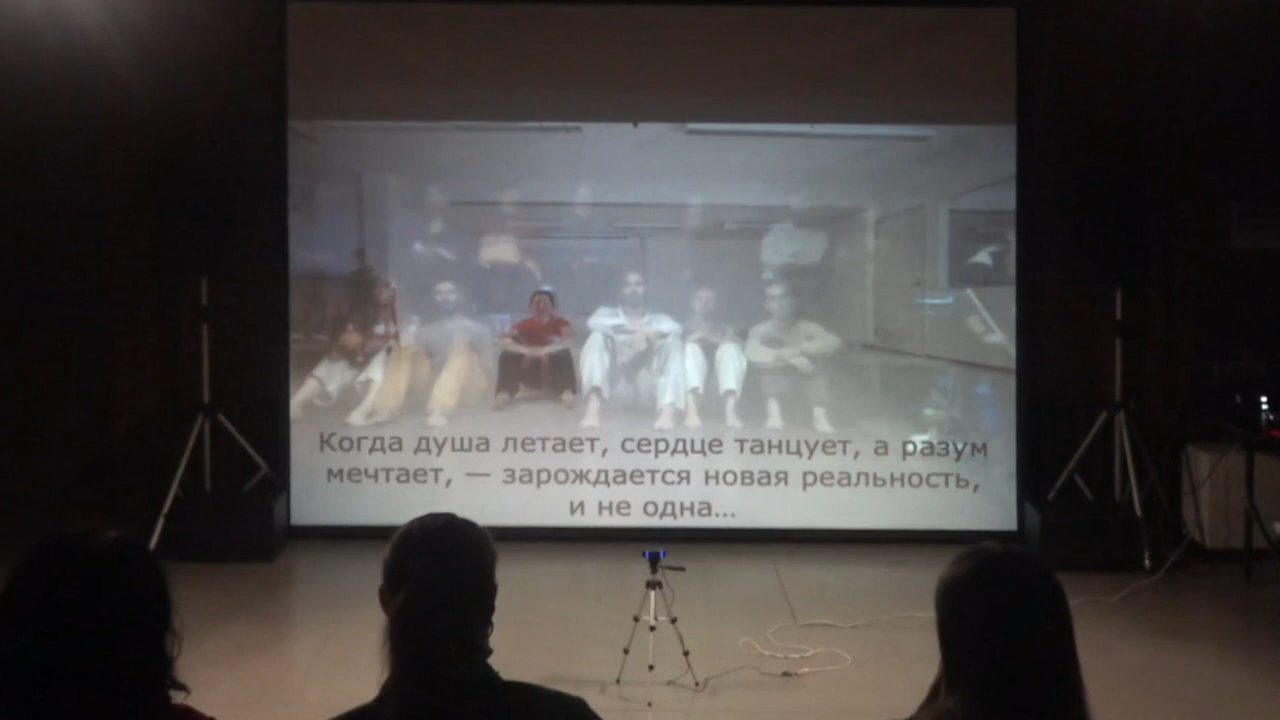 Когда душа летает, сердце танцует, а разум
мечтает, — зарождается новая реальность,
и не одна...